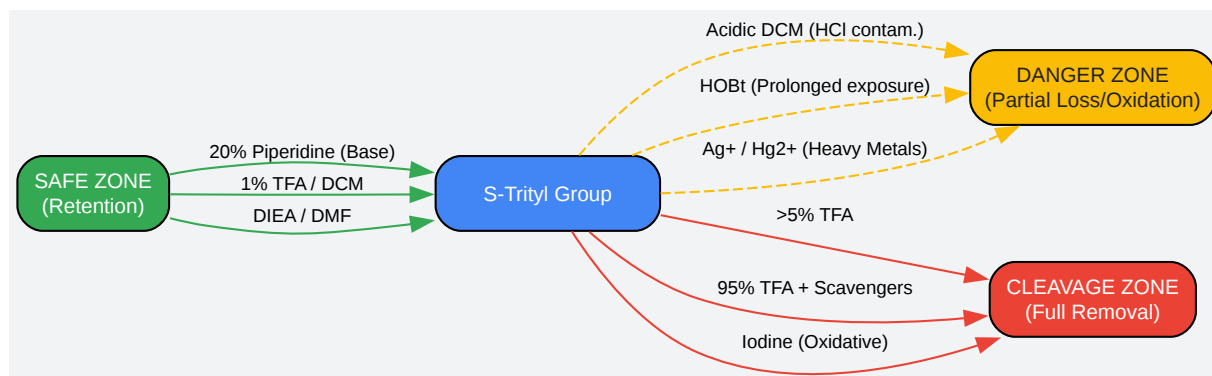 Acidic DCM (HCl contam.)
DANGER ZONE
(Partial Loss/Oxidation)
HOBt (Prolonged exposure)
Ag+ / Hg2+ (Heavy Metals)
20% Piperidine (Base)
SAFE ZONE
(Retention)
1% TFA / DCM
DIEA / DMF
S-Trityl Group
>5% TFA
95% TFA + Scavengers
CLEAVAGE ZONE
(Full Removal)
Iodine (Oxidative)